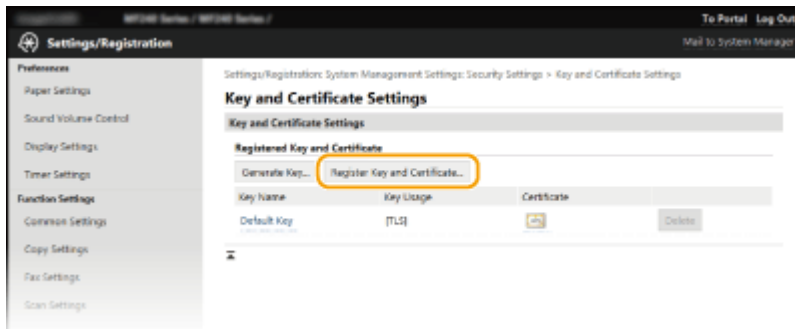 MF240 Series / MF240 Series /
To Portal Log Out
Settings/Registration
Mail to System Manager
Preferences
Paper Settings
Sound Volume Control
Display Settings
Timer Settings
Function Settings
Common Settings
Copy Settings
Fax Settings
Scan Settings
Settings/Registration: System Management Settings: Security Settings > Key and Certificate Settings
Key and Certificate Settings
Key and Certificate Settings
Registered Key and Certificate
Generate Key... Register Key and Certificate...
Key Name Key Usage Certificate
Default Key [TLS] Delete